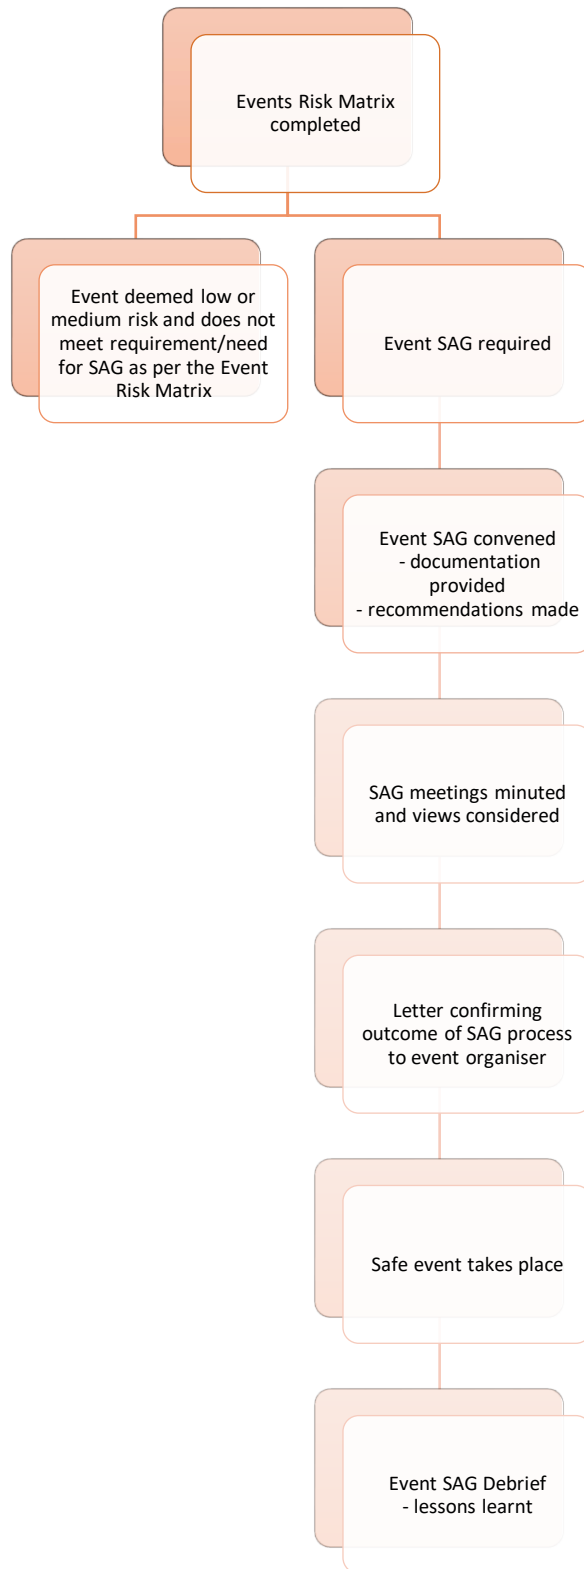 Events Risk Matrix
completed
Event deemed low or
medium risk and does not
meet requirement/need
for SAG as per the Event
Risk Matrix
Event SAG required
Event SAG convened
- documentation
provided
- recommendations made
SAG meetings minuted
and views considered
Letter confirming
outcome of SAG process
to event organiser
Safe event takes place
Event SAG Debrief
- lessons learnt